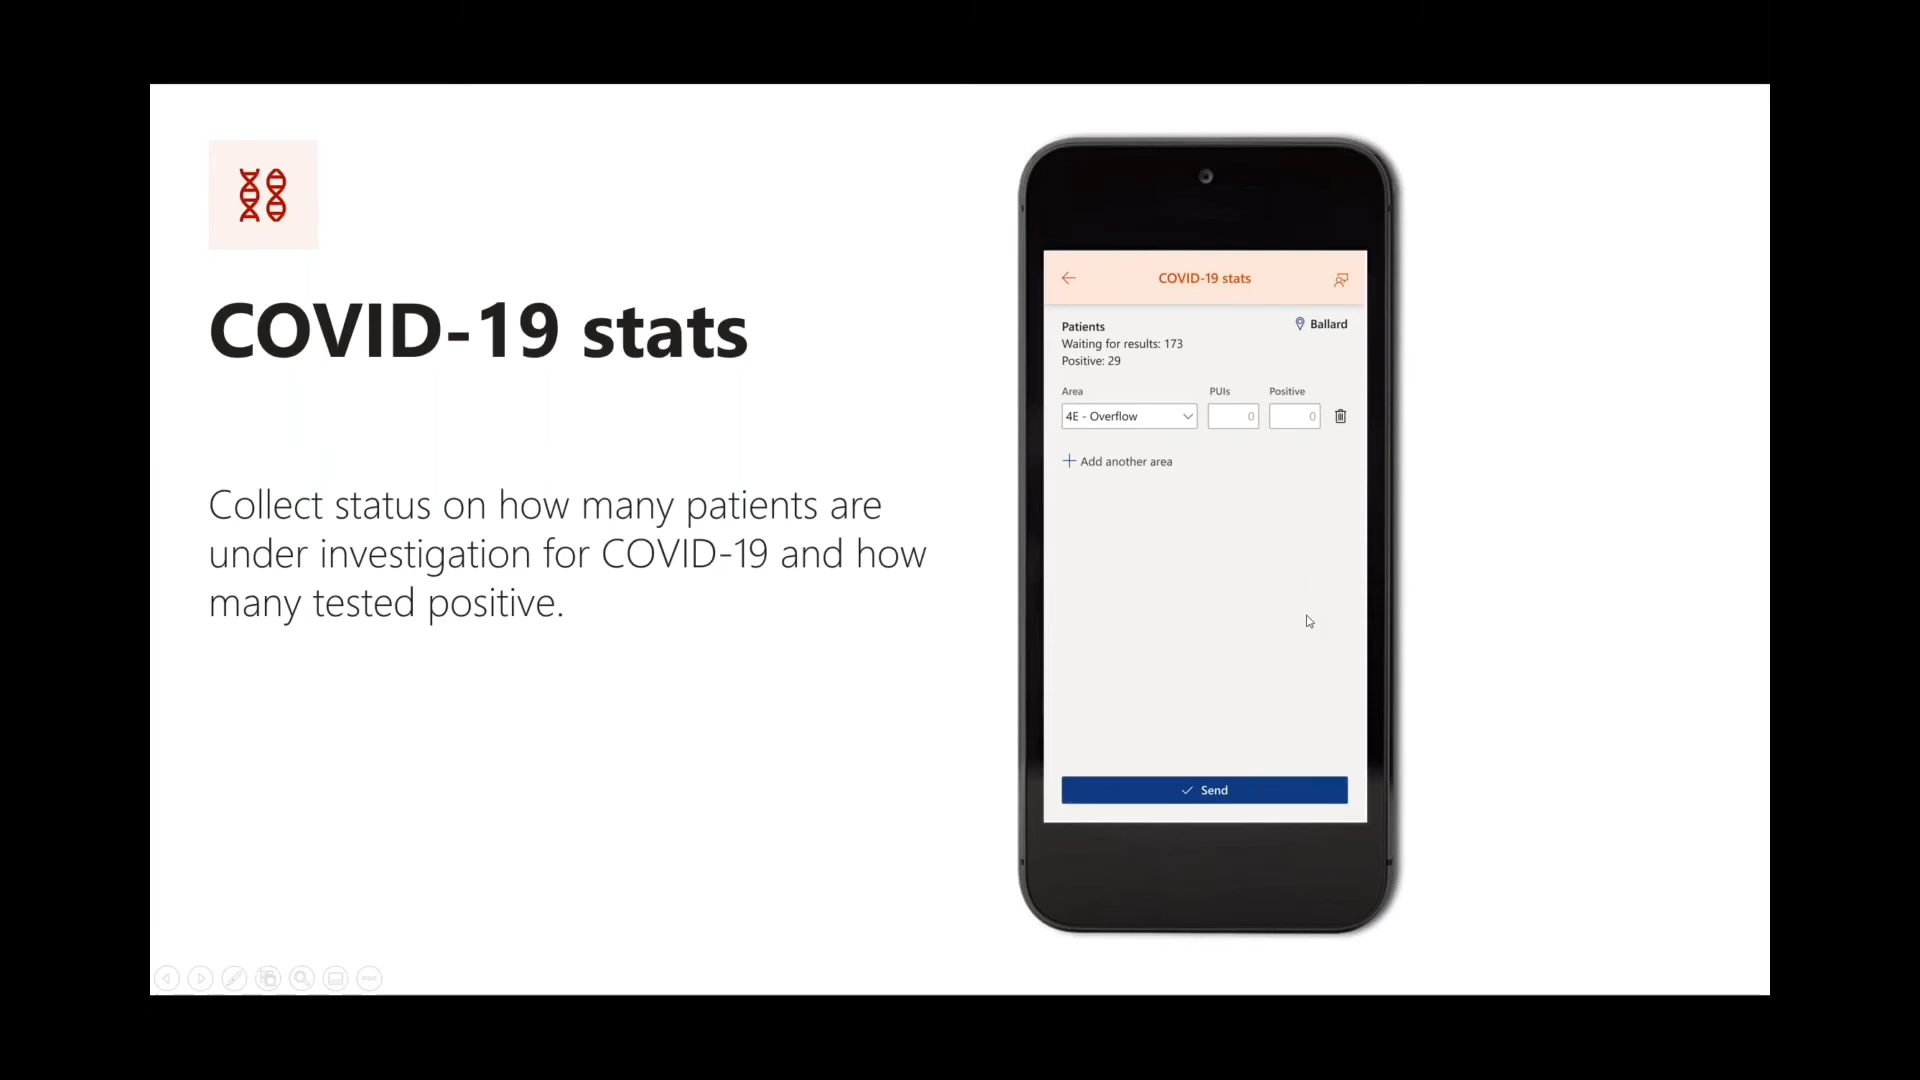 COVID-19 stats
Collect status on how many patients are
under investigation for COVID-19 and how
many tested positive.
COVID-19 stats
Patients
Ballard
Waiting for results: 173
Positive: 29
Area PUIs Positive
4E - Overflow 0 0
Add another area
Send